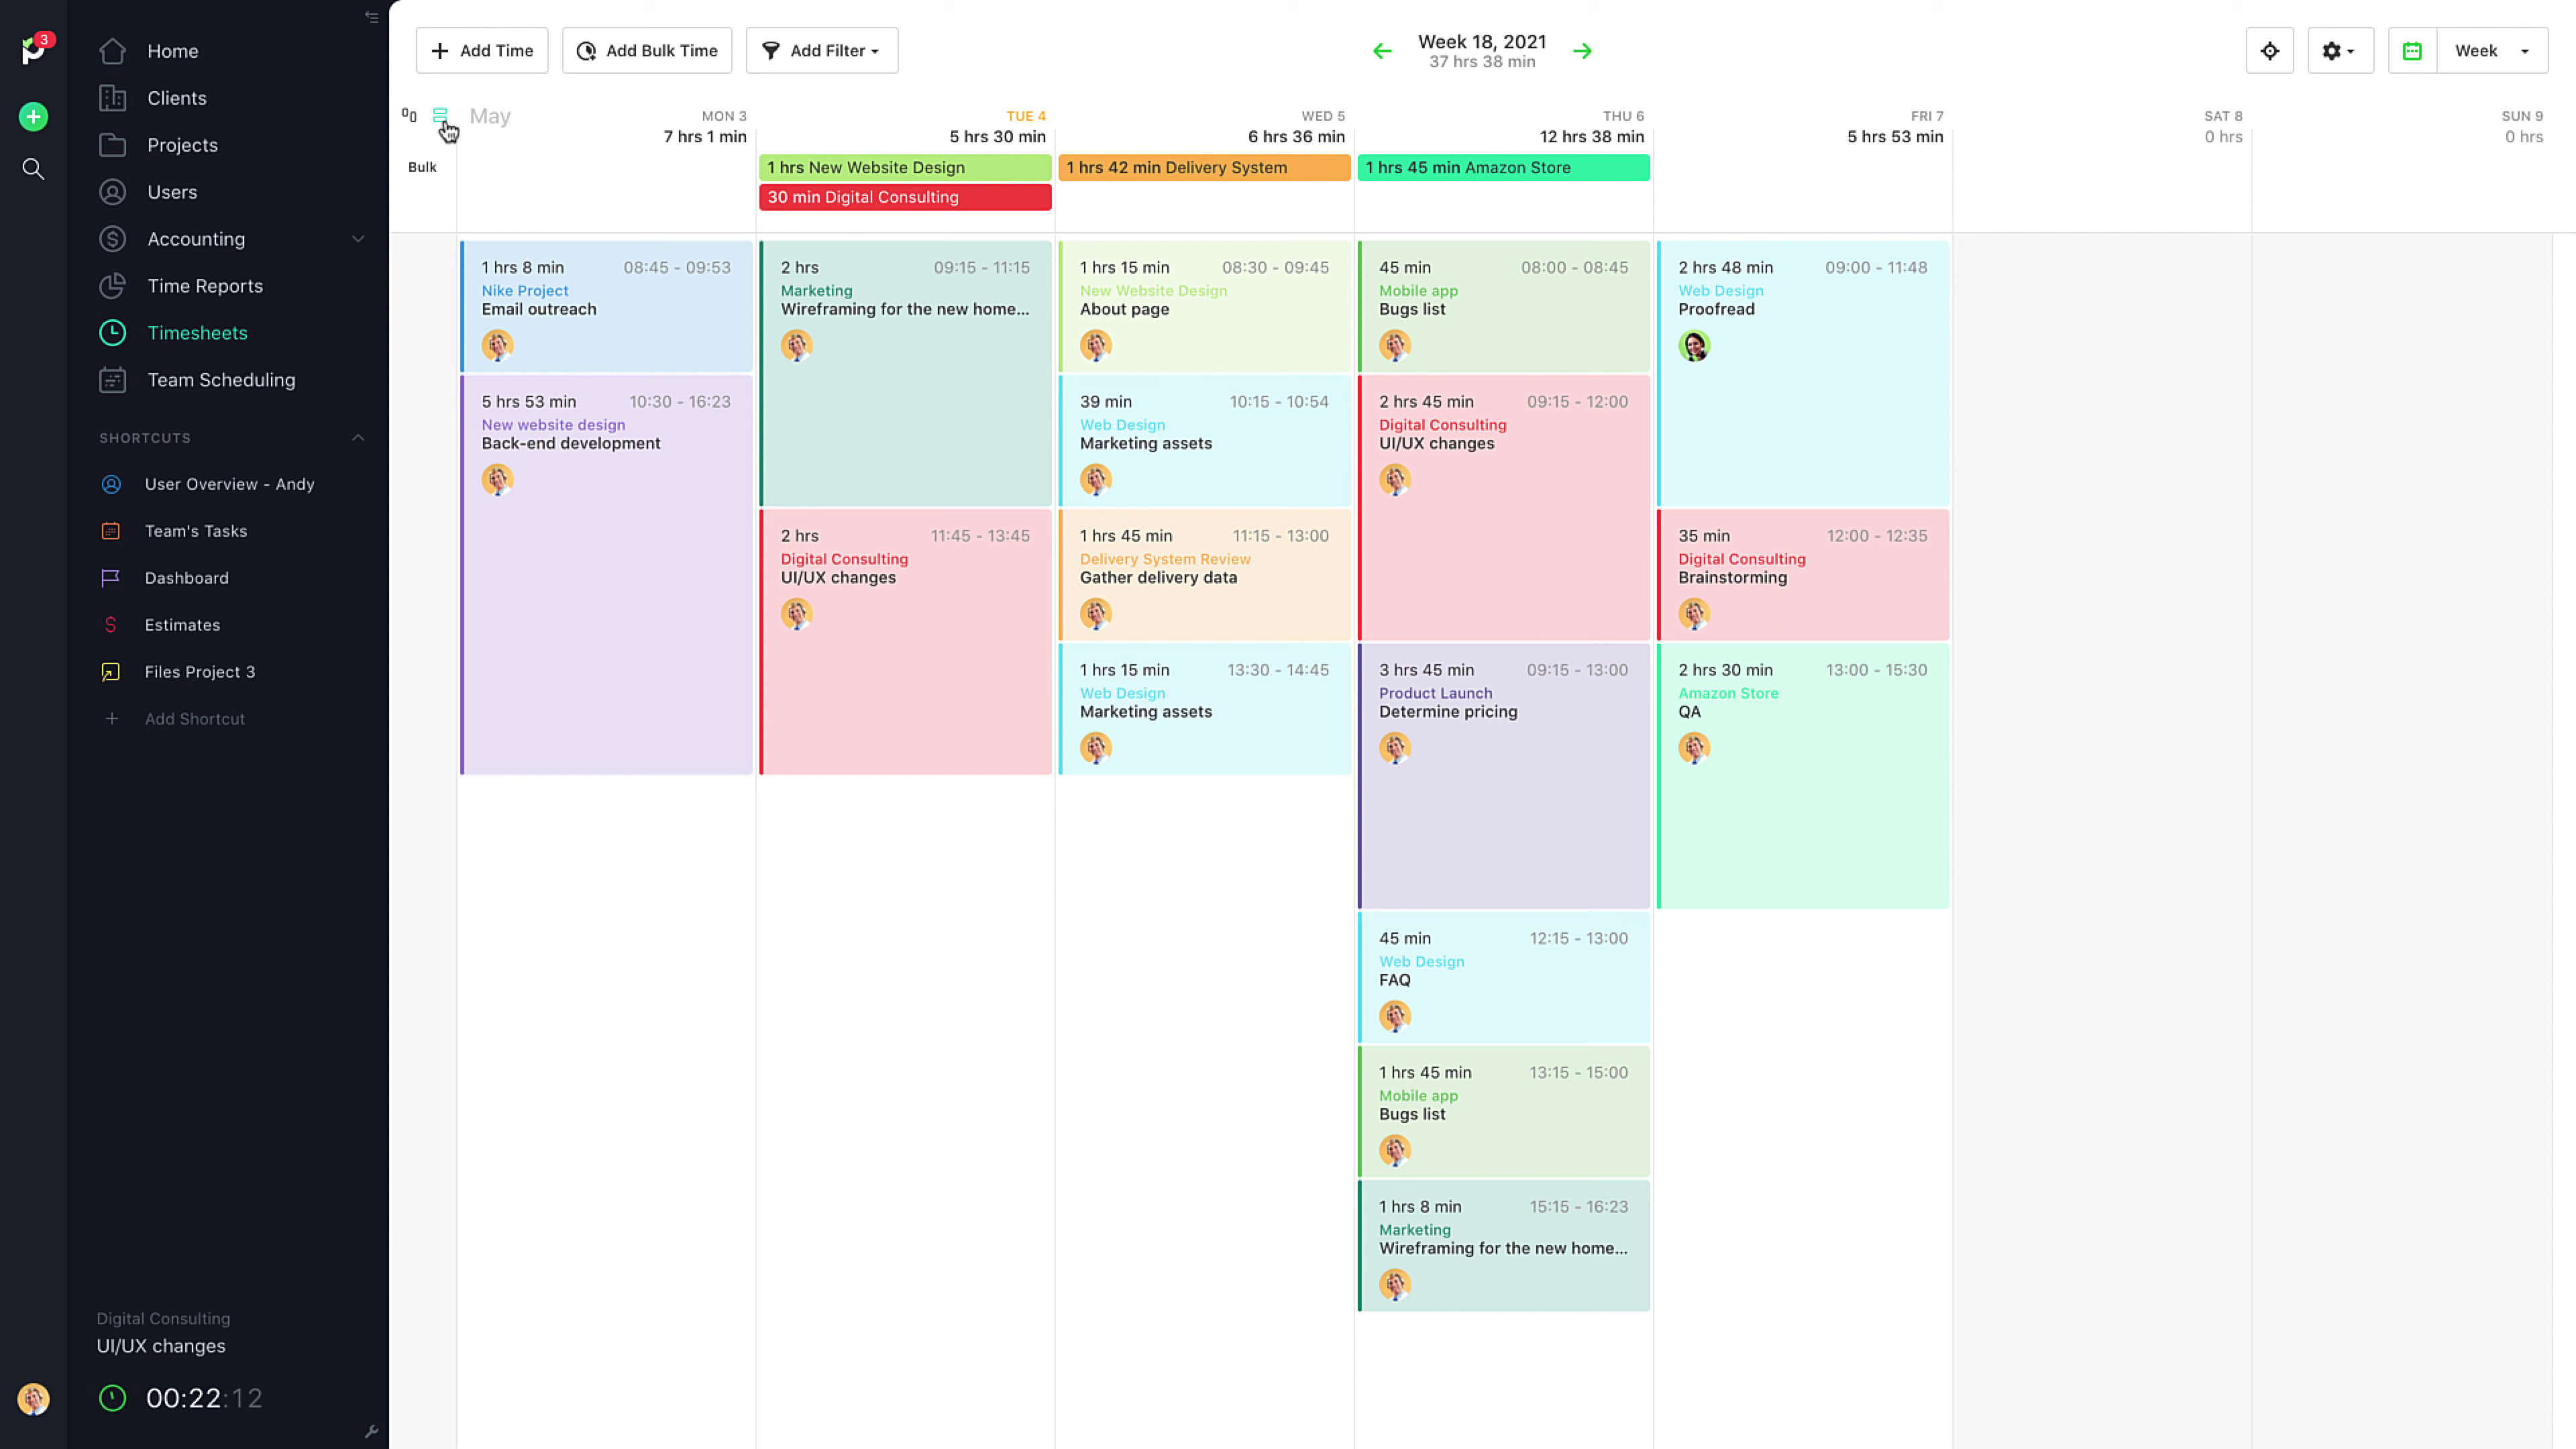 3
Home
Clients
Projects
Users
Accounting
Time Reports
Timesheets
Team Scheduling
SHORTCUTS
User Overview - Andy
Team's Tasks
Dashboard
Estimates
Files Project 3
Add Shortcut
Digital Consulting
UI/UX changes
00:22:12
Add Time
Add Bulk Time
Add Filter
Week 18, 2021
37 hrs 38 min
Week
May
Bulk
MON 3
7 hrs 1 min
TUE 4
5 hrs 30 min
WED 5
6 hrs 36 min
THU 6
12 hrs 38 min
FRI 7
5 hrs 53 min
SAT 8
0 hrs
SUN 9
0 hrs
1 hrs New Website Design
30 min Digital Consulting
1 hrs 42 min Delivery System
1 hrs 45 min Amazon Store
1 hrs 8 min 08:45 - 09:53
Nike Project
Email outreach
5 hrs 53 min 10:30 - 16:23
New website design
Back-end development
2 hrs 09:15 - 11:15
Marketing
Wireframing for the new home...
2 hrs 11:45 - 13:45
Digital Consulting
UI/UX changes
1 hrs 15 min 08:30 - 09:45
New Website Design
About page
39 min 10:15 - 10:54
Web Design
Marketing assets
1 hrs 45 min 11:15 - 13:00
Delivery System Review
Gather delivery data
1 hrs 15 min 13:30 - 14:45
Web Design
Marketing assets
45 min 08:00 - 08:45
Mobile app
Bugs list
2 hrs 45 min 09:15 - 12:00
Digital Consulting
UI/UX changes
3 hrs 45 min 09:15 - 13:00
Product Launch
Determine pricing
45 min 12:15 - 13:00
Web Design
FAQ
1 hrs 45 min 13:15 - 15:00
Mobile app
Bugs list
1 hrs 8 min 15:15 - 16:23
Marketing
Wireframing for the new home...
2 hrs 48 min 09:00 - 11:48
Web Design
Proofread
35 min 12:00 - 12:35
Digital Consulting
Brainstorming
2 hrs 30 min 13:00 - 15:30
Amazon Store
QA